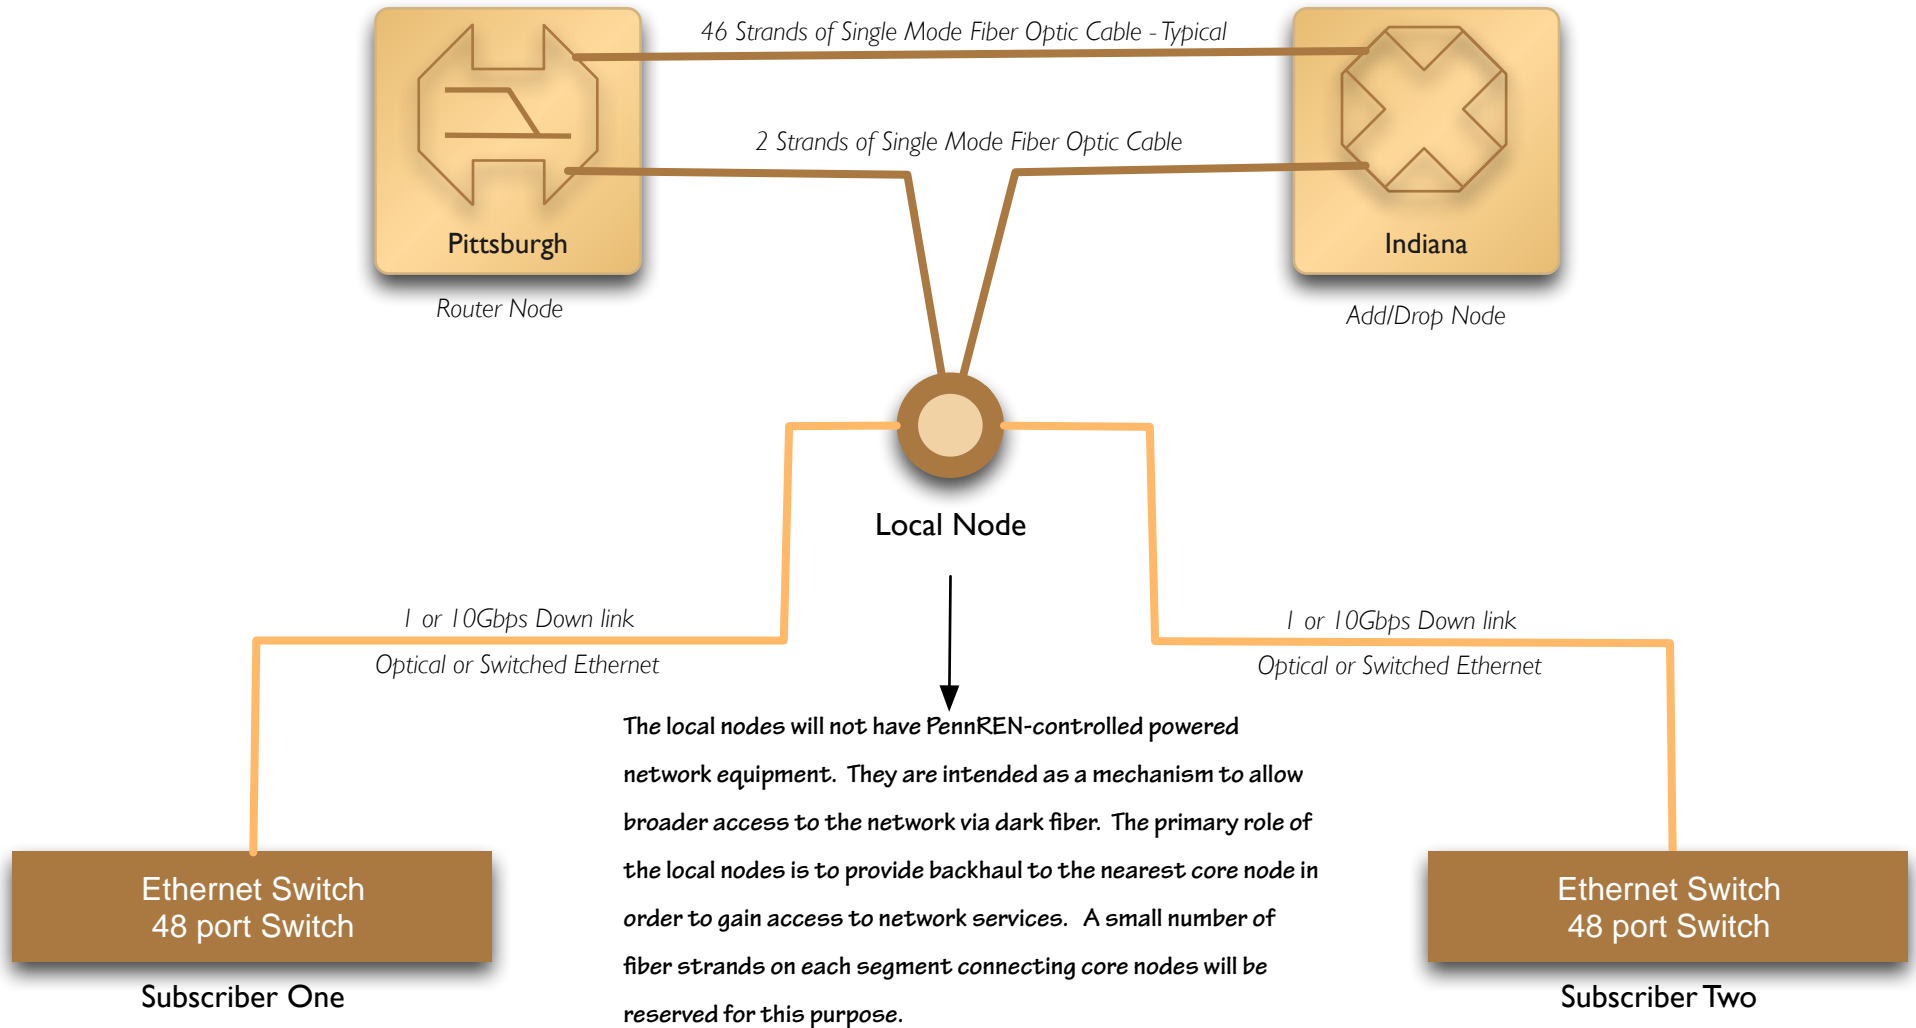 46 Strands of Single Mode Fiber Optic Cable - Typical
2 Strands of Single Mode Fiber Optic Cable
Pittsburgh
Indiana
Router Node
Add/Drop Node
Local Node
1 or 10Gbps Down link
Optical or Switched Ethernet
1 or 10Gbps Down link
Optical or Switched Ethernet
The local nodes will not have PennREN-controlled powered
network equipment. They are intended as a mechanism to allow
broader access to the network via dark fiber. The primary role of
the local nodes is to provide backhaul to the nearest core node in
order to gain access to network services. A small number of
fiber strands on each segment connecting core nodes will be
reserved for this purpose.
Ethernet Switch
48 port Switch
Subscriber One
Ethernet Switch
48 port Switch
Subscriber Two